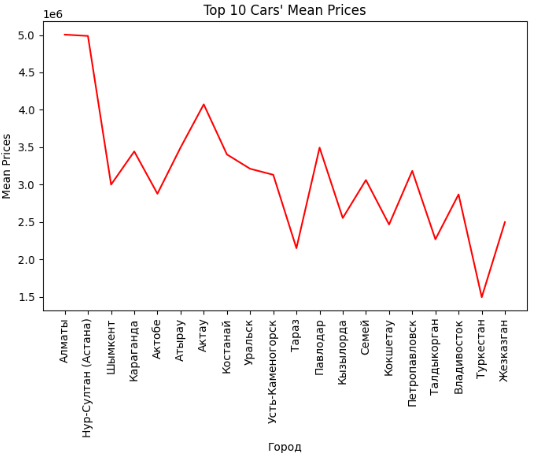 Top 10 Cars' Mean Prices
1e6
5.0
4.5
4.0
3.5
3.0
2.5
2.0
1.5
Mean Prices
Алматы
Нур-Султан (Астана)
Шымкент
Караганда
Актобе
Атырау
Актау
Костанай
Уральск
Усть-Каменогорск
Тараз
Павлодар
Кызылорда
Семей
Кокшетау
Петропавловск
Талдыкорган
Владивосток
Туркестан
Жезказган
Город